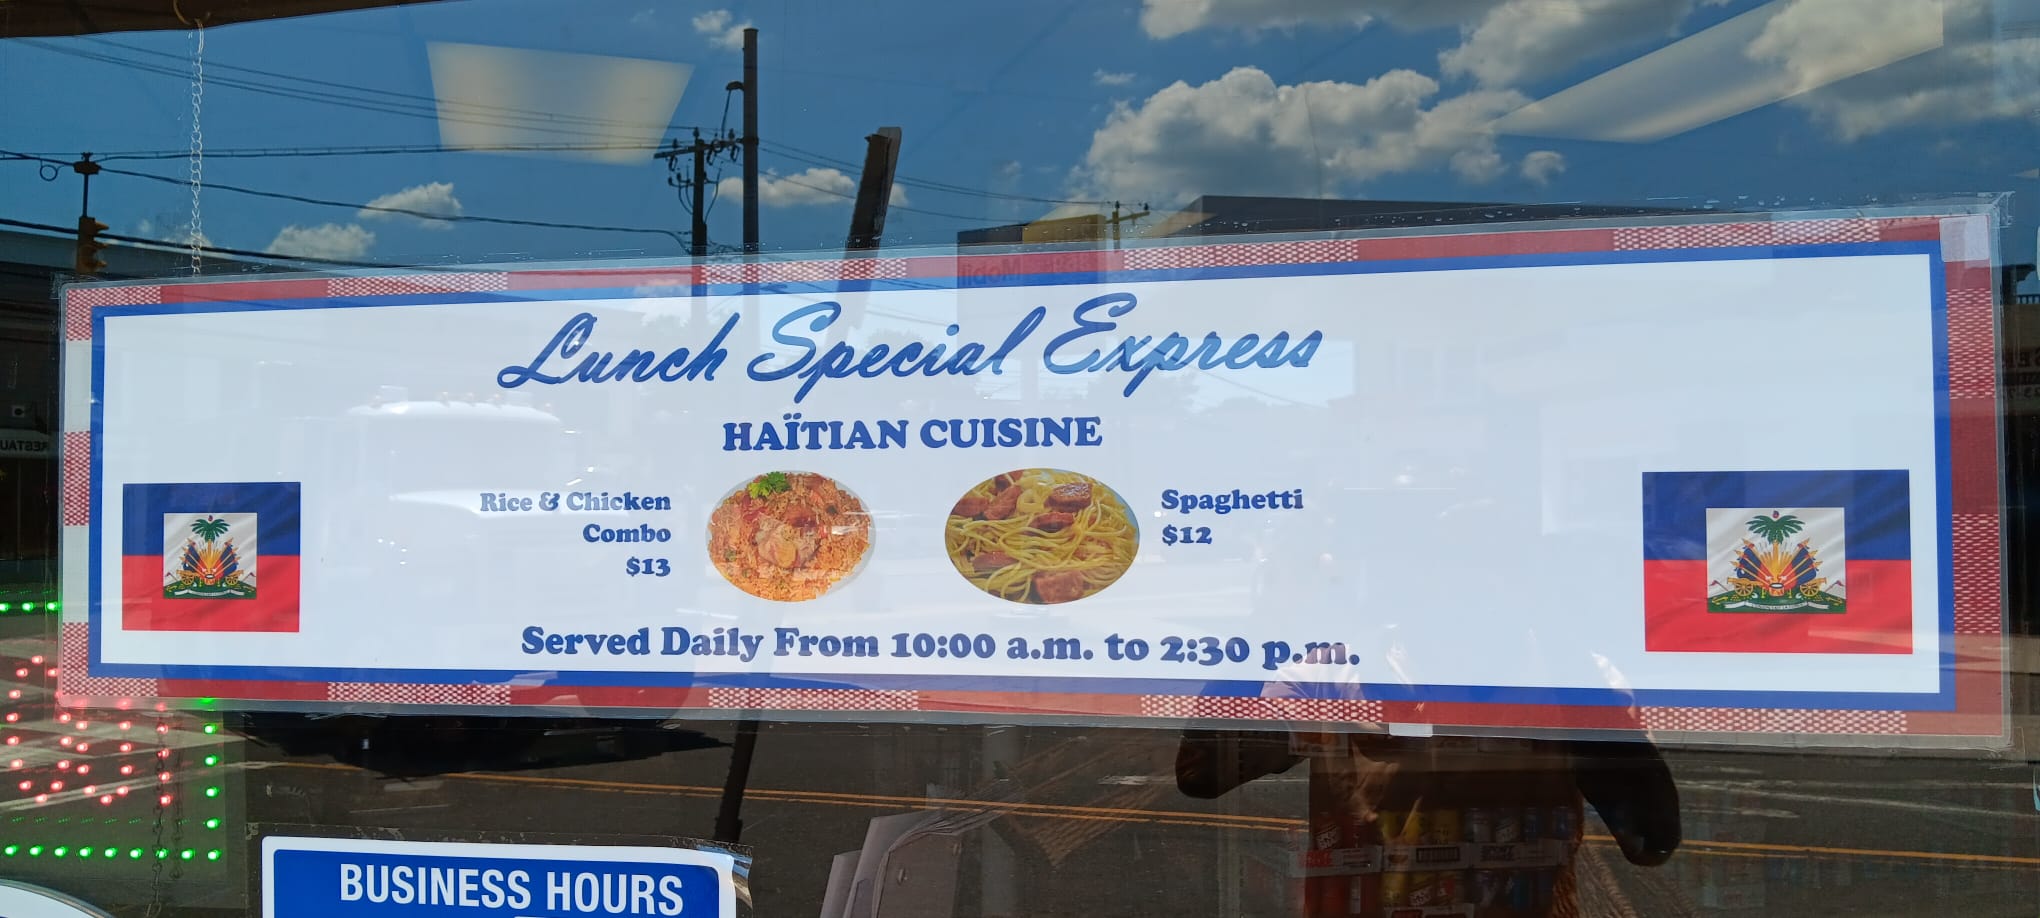 Lunch Special Express
HAÏTIAN CUISINE
Rice & Chicken
Combo
$13
Spaghetti
$12
Served Daily From 10:00 a.m. to 2:30 p.m.
BUSINESS HOURS